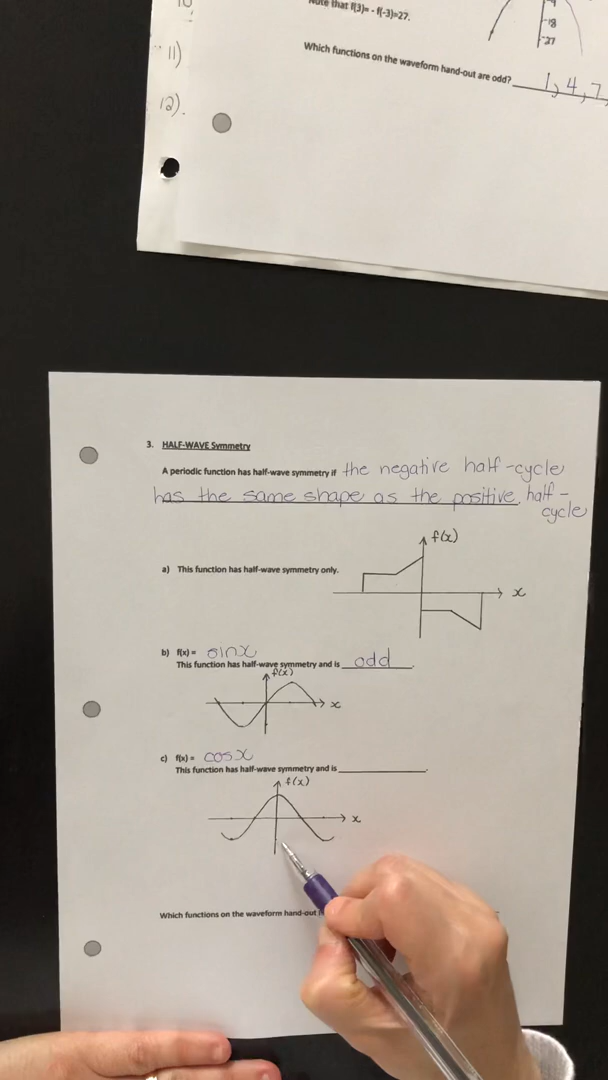 Note that f(3)= - f(-3)=27.
-18
-27
Which functions on the waveform hand-out are odd? 1, 4, 7,
11)
12).
3. HALF-WAVE Symmetry
A periodic function has half-wave symmetry if the negative half-cycle
has the same shape as the positive half-
cycle
f(x)
a) This function has half-wave symmetry only.
x
b) f(x) = sinx
This function has half-wave symmetry and is odd.
f(x)
x
c) f(x) = cosx
This function has half-wave symmetry and is .
f(x)
x
Which functions on the waveform hand-out